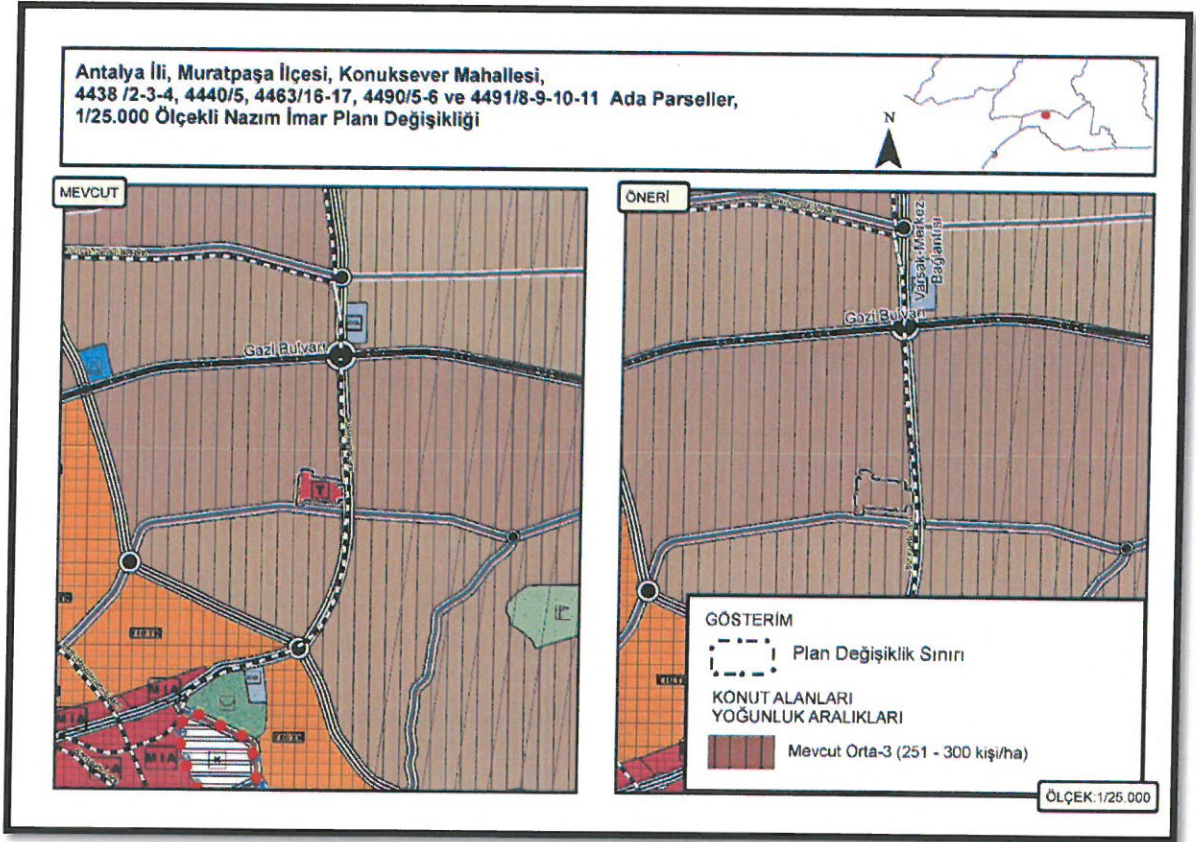 Antalya İli, Muratpaşa İlçesi, Konuksever Mahallesi,
4438 /2-3-4, 4440/5, 4463/16-17, 4490/5-6 ve 4491/8-9-10-11 Ada Parseller,
1/25.000 Ölçekli Nazım İmar Planı Değişikliği
N
MEVCUT
Gazi Bulvarı
T
MIA
MIA
MIA
ÖNERİ
Varsak-Merkez
Bağlantısı
Gazi Bulvarı
GÖSTERİM
Plan Değişiklik Sınırı
KONUT ALANLARI
YOĞUNLUK ARALIKLARI
Mevcut Orta-3 (251 - 300 kişi/ha)
ÖLÇEK:1/25.000